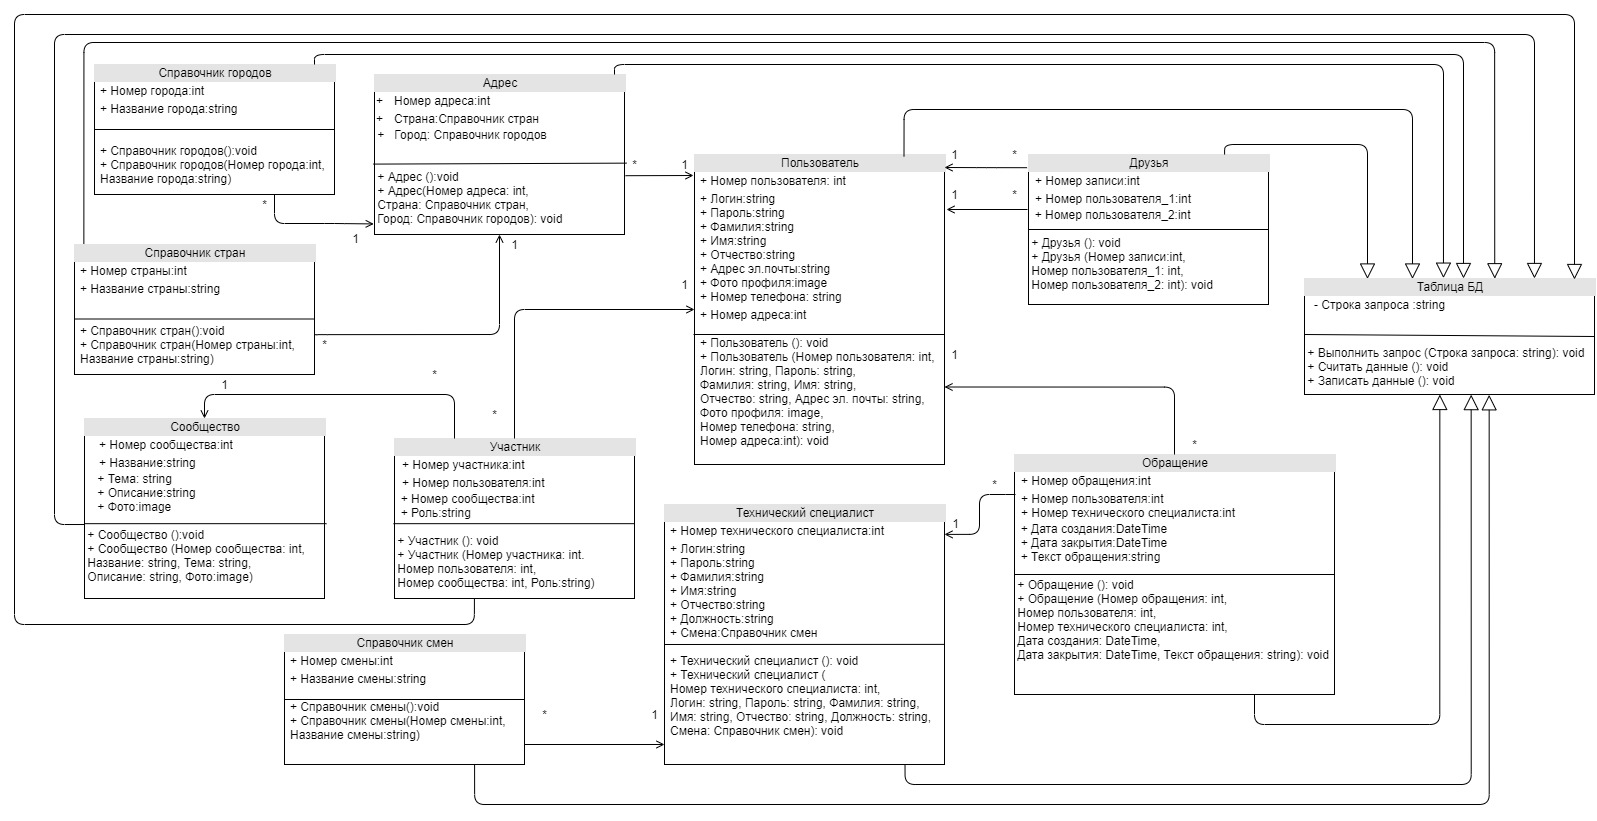 Справочник городов
+ Номер города:int
+ Название города:string
+ Справочник городов():void
+ Справочник городов(Номер города:int,
Название города:string)
*
1
Адрес
+ Номер адреса:int
+ Страна:Справочник стран
+ Город: Справочник городов
+ Адрес ():void
+ Адрес(Номер адреса: int,
Страна: Справочник стран,
Город: Справочник городов): void
*
1
1
Справочник стран
+ Номер страны:int
+ Название страны:string
+ Справочник стран():void
+ Справочник стран(Номер страны:int,
Название страны:string)
*
Пользователь
+ Номер пользователя: int
+ Логин:string
+ Пароль:string
+ Фамилия:string
+ Имя:string
+ Отчество:string
+ Адрес эл.почты:string
+ Фото профиля:image
+ Номер телефона: string
+ Номер адреса:int
+ Пользователь (): void
+ Пользователь (Номер пользователя: int,
Логин: string, Пароль: string,
Фамилия: string, Имя: string,
Отчество: string, Адрес эл. почты: string,
Фото профиля: image,
Номер телефона: string,
Номер адреса:int): void
1
*
1
*
1
1
Друзья
+ Номер записи:int
+ Номер пользователя_1:int
+ Номер пользователя_2:int
+ Друзья (): void
+ Друзья (Номер записи:int,
Номер пользователя_1: int,
Номер пользователя_2: int): void
Таблица БД
- Строка запроса :string
+ Выполнить запрос (Строка запроса: string): void
+ Считать данные (): void
+ Записать данные (): void
1
*
*
Сообщество
+ Номер сообщества:int
+ Название:string
+ Тема: string
+ Описание:string
+ Фото:image
+ Сообщество ():void
+ Сообщество (Номер сообщества: int,
Название: string, Тема: string,
Описание: string, Фото:image)
Участник
+ Номер участника:int
+ Номер пользователя:int
+ Номер сообщества:int
+ Роль:string
+ Участник (): void
+ Участник (Номер участника: int.
Номер пользователя: int,
Номер сообщества: int, Роль:string)
*
*
1
Обращение
+ Номер обращения:int
+ Номер пользователя:int
+ Номер технического специалиста:int
+ Дата создания:DateTime
+ Дата закрытия:DateTime
+ Текст обращения:string
+ Обращение (): void
+ Обращение (Номер обращения: int,
Номер пользователя: int,
Номер технического специалиста: int,
Дата создания: DateTime,
Дата закрытия: DateTime, Текст обращения: string): void
Технический специалист
+ Номер технического специалиста:int
+ Логин:string
+ Пароль:string
+ Фамилия:string
+ Имя:string
+ Отчество:string
+ Должность:string
+ Смена:Справочник смен
+ Технический специалист (): void
+ Технический специалист (
Номер технического специалиста: int,
Логин: string, Пароль: string, Фамилия: string,
Имя: string, Отчество: string, Должность: string,
Смена: Справочник смен): void
Справочник смен
+ Номер смены:int
+ Название смены:string
+ Справочник смены():void
+ Справочник смены(Номер смены:int,
Название смены:string)
*
1